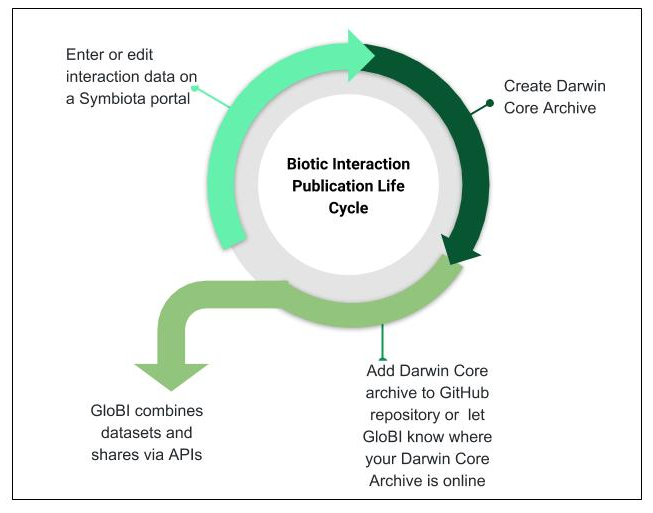 Enter or edit
interaction data on
a Symbiota portal
Create Darwin
Core Archive
Biotic Interaction
Publication Life
Cycle
Add Darwin Core
archive to GitHub
repository or  let
GloBI know where
your Darwin Core
Archive is online
GloBI combines
datasets and
shares via APIs